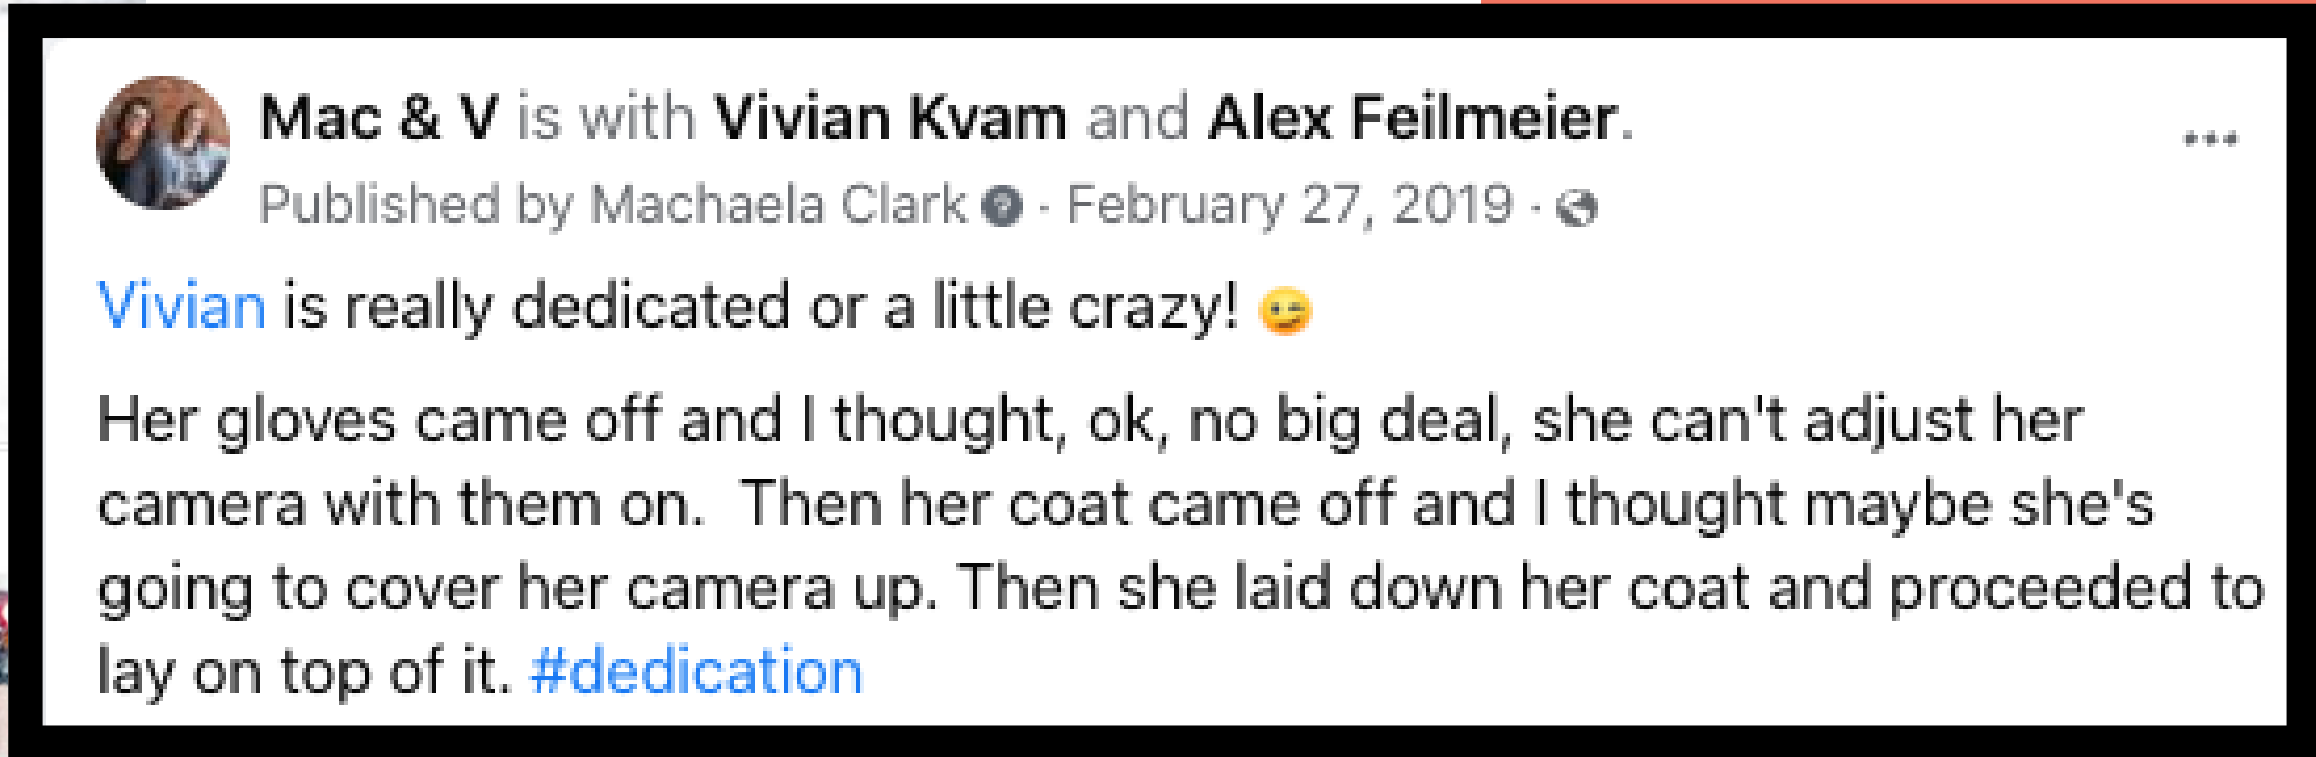 Mac & V is with Vivian Kvam and Alex Feilmeier.
Published by Machaela Clark · February 27, 2019 ·
Vivian is really dedicated or a little crazy! 😉
Her gloves came off and I thought, ok, no big deal, she can't adjust her
camera with them on.  Then her coat came off and I thought maybe she's
going to cover her camera up. Then she laid down her coat and proceeded to
lay on top of it. #dedication